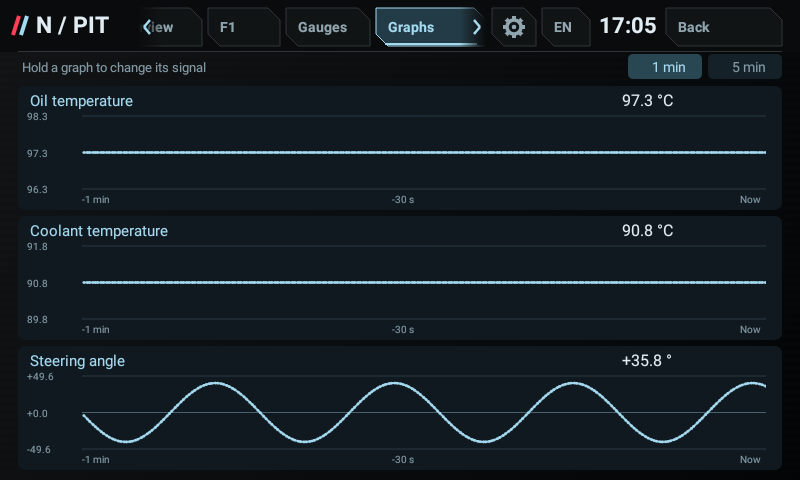 N / PIT
iew
F1
Gauges
Graphs
EN
17:05
Back
Hold a graph to change its signal
1 min
5 min
Oil temperature
97.3 °C
98.3
97.3
96.3
-1 min
-30 s
Now
Coolant temperature
90.8 °C
91.8
90.8
89.8
-1 min
-30 s
Now
Steering angle
+35.8 °
+49.6
+0.0
-49.6
-1 min
-30 s
Now